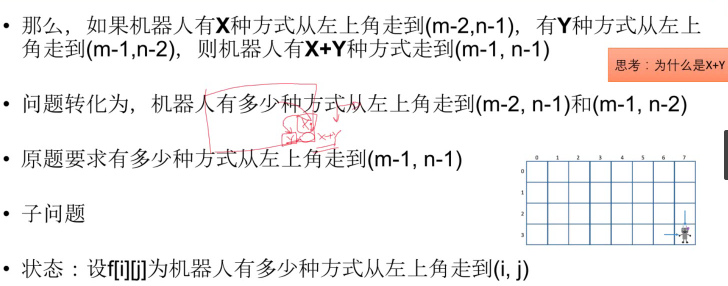 • 那么，如果机器人有X种方式从左上角走到(m-2,n-1)，有Y种方式从左上
角走到(m-1,n-2)，则机器人有X+Y种方式走到(m-1, n-1)
思考：为什么是X+Y
• 问题转化为，机器人有多少种方式从左上角走到(m-2, n-1)和(m-1, n-2)
X
X+Y
• 原题要求有多少种方式从左上角走到(m-1, n-1)
0 1 2 3 4 5 6 7
0
1
• 子问题
2
3
• 状态：设f[i][j]为机器人有多少种方式从左上角走到(i, j)